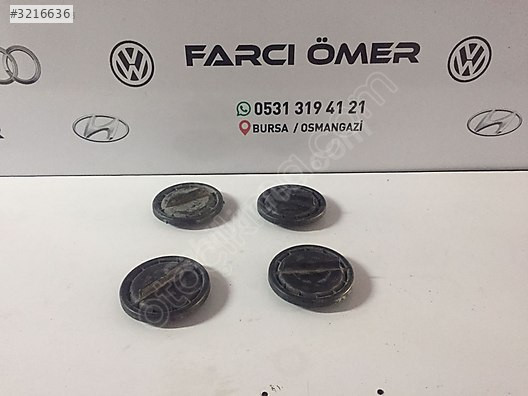 #3216636
FARCI ÖMER
0531 319 41 21
BURSA / OSMANGAZİ